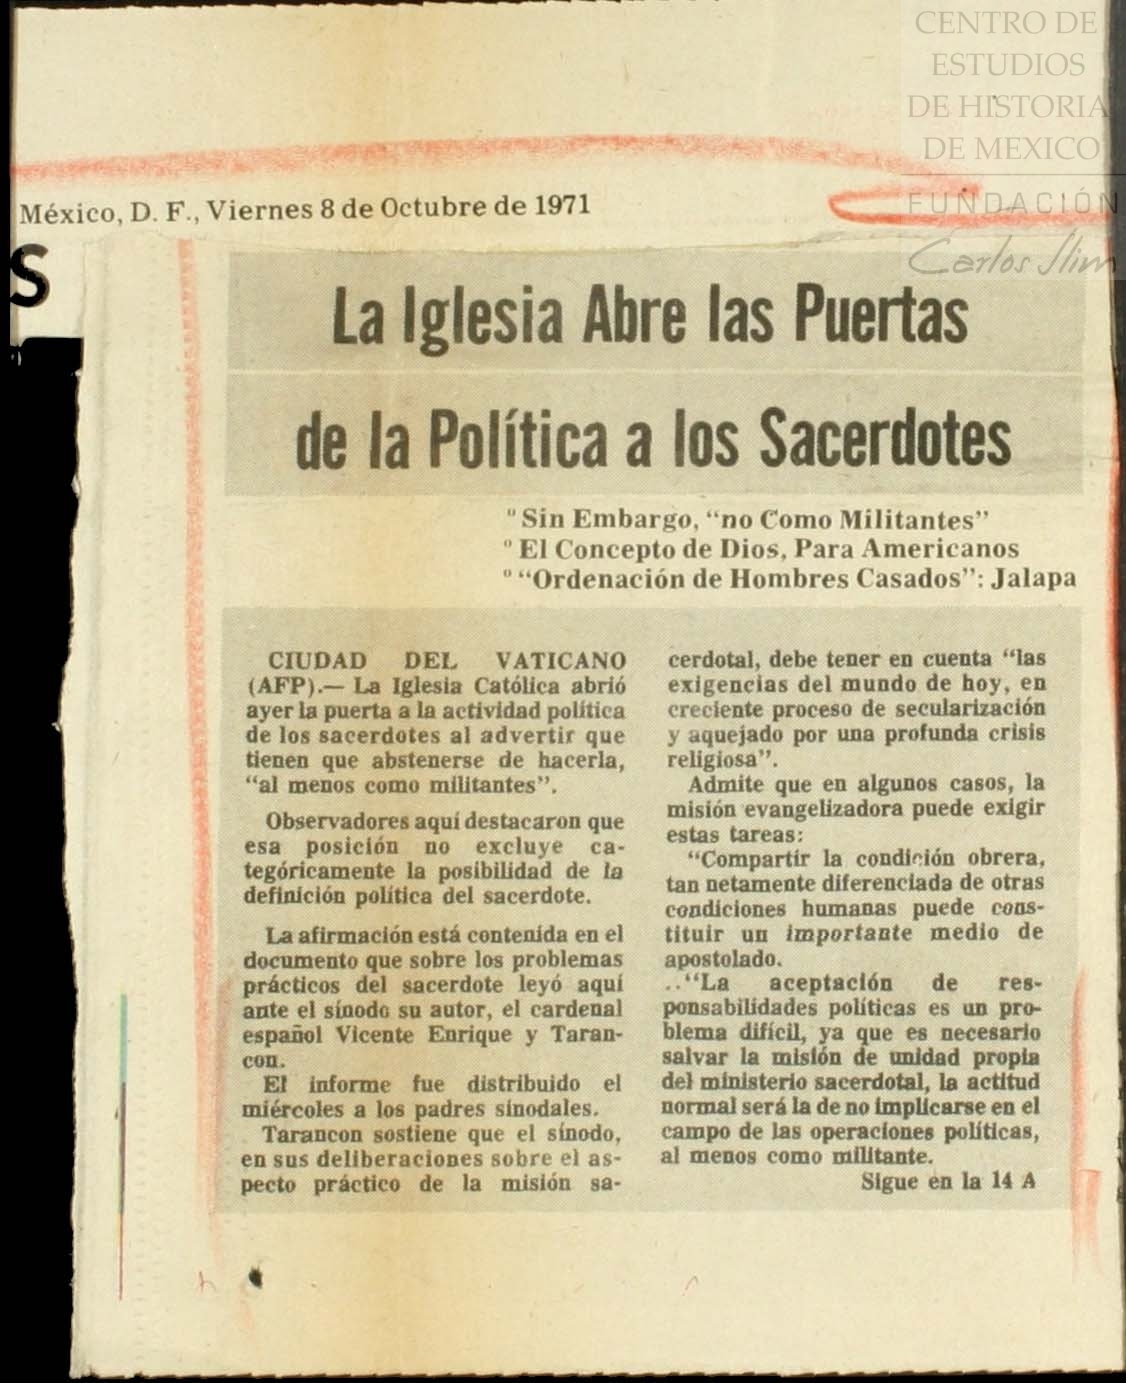 CENTRO DE
ESTUDIOS
DE HISTORIA
DE MEXICO
FUNDACIÓN
Carlos Slim
México, D. F., Viernes 8 de Octubre de 1971
S
La Iglesia Abre las Puertas
de la Política a los Sacerdotes
º Sin Embargo, “no Como Militantes”
º El Concepto de Dios, Para Americanos
º “Ordenación de Hombres Casados”: Jalapa
CIUDAD DEL VATICANO
(AFP).— La Iglesia Católica abrió
ayer la puerta a la actividad política
de los sacerdotes al advertir que
tienen que abstenerse de hacerla,
“al menos como militantes”.
Observadores aquí destacaron que
esa posición no excluye ca-
tegóricamente la posibilidad de la
definición política del sacerdote.
La afirmación está contenida en el
documento que sobre los problemas
prácticos del sacerdote leyó aquí
ante el sínodo su autor, el cardenal
español Vicente Enrique y Taran-
con.
El informe fue distribuido el
miércoles a los padres sinodales.
Tarancon sostiene que el sínodo,
en sus deliberaciones sobre el as-
pecto práctico de la misión sa-
cerdotal, debe tener en cuenta “las
exigencias del mundo de hoy, en
creciente proceso de secularización
y aquejado por una profunda crisis
religiosa”.
Admite que en algunos casos, la
misión evangelizadora puede exigir
estas tareas:
“Compartir la condición obrera,
tan netamente diferenciada de otras
condiciones humanas puede cons-
tituir un importante medio de
apostolado.
..“La aceptación de res-
ponsabilidades políticas es un pro-
blema difícil, ya que es necesario
salvar la misión de unidad propia
del ministerio sacerdotal, la actitud
normal será la de no implicarse en el
campo de las operaciones políticas,
al menos como militante.
Sigue en la 14 A